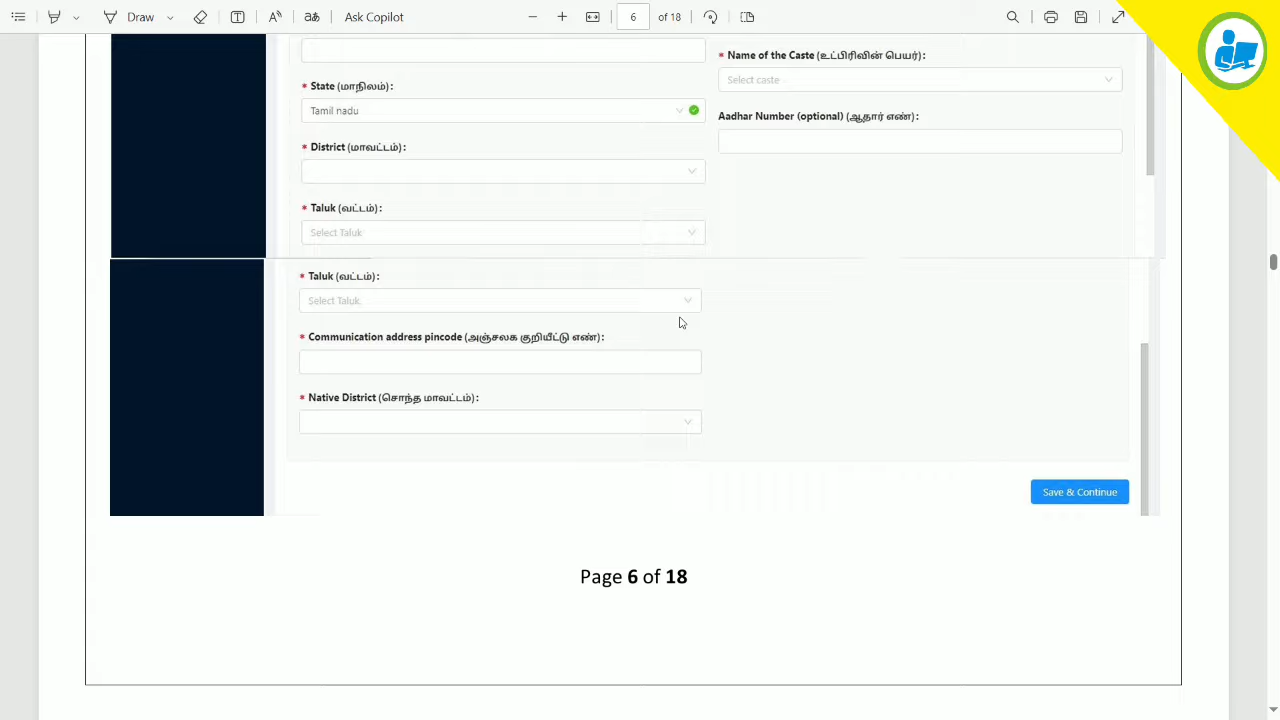 Draw
Ask Copilot
6
of 18
* Name of the Caste (உட்பிரிவின் பெயர்):
Select caste
* State (மாநிலம்):
Tamil nadu
Aadhar Number (optional) (ஆதார் எண்):
* District (மாவட்டம்):
* Taluk (வட்டம்):
Select Taluk
* Taluk (வட்டம்):
Select Taluk
* Communication address pincode (அஞ்சலக குறியீட்டு எண்):
* Native District (சொந்த மாவட்டம்):
Save & Continue
Page 6 of 18